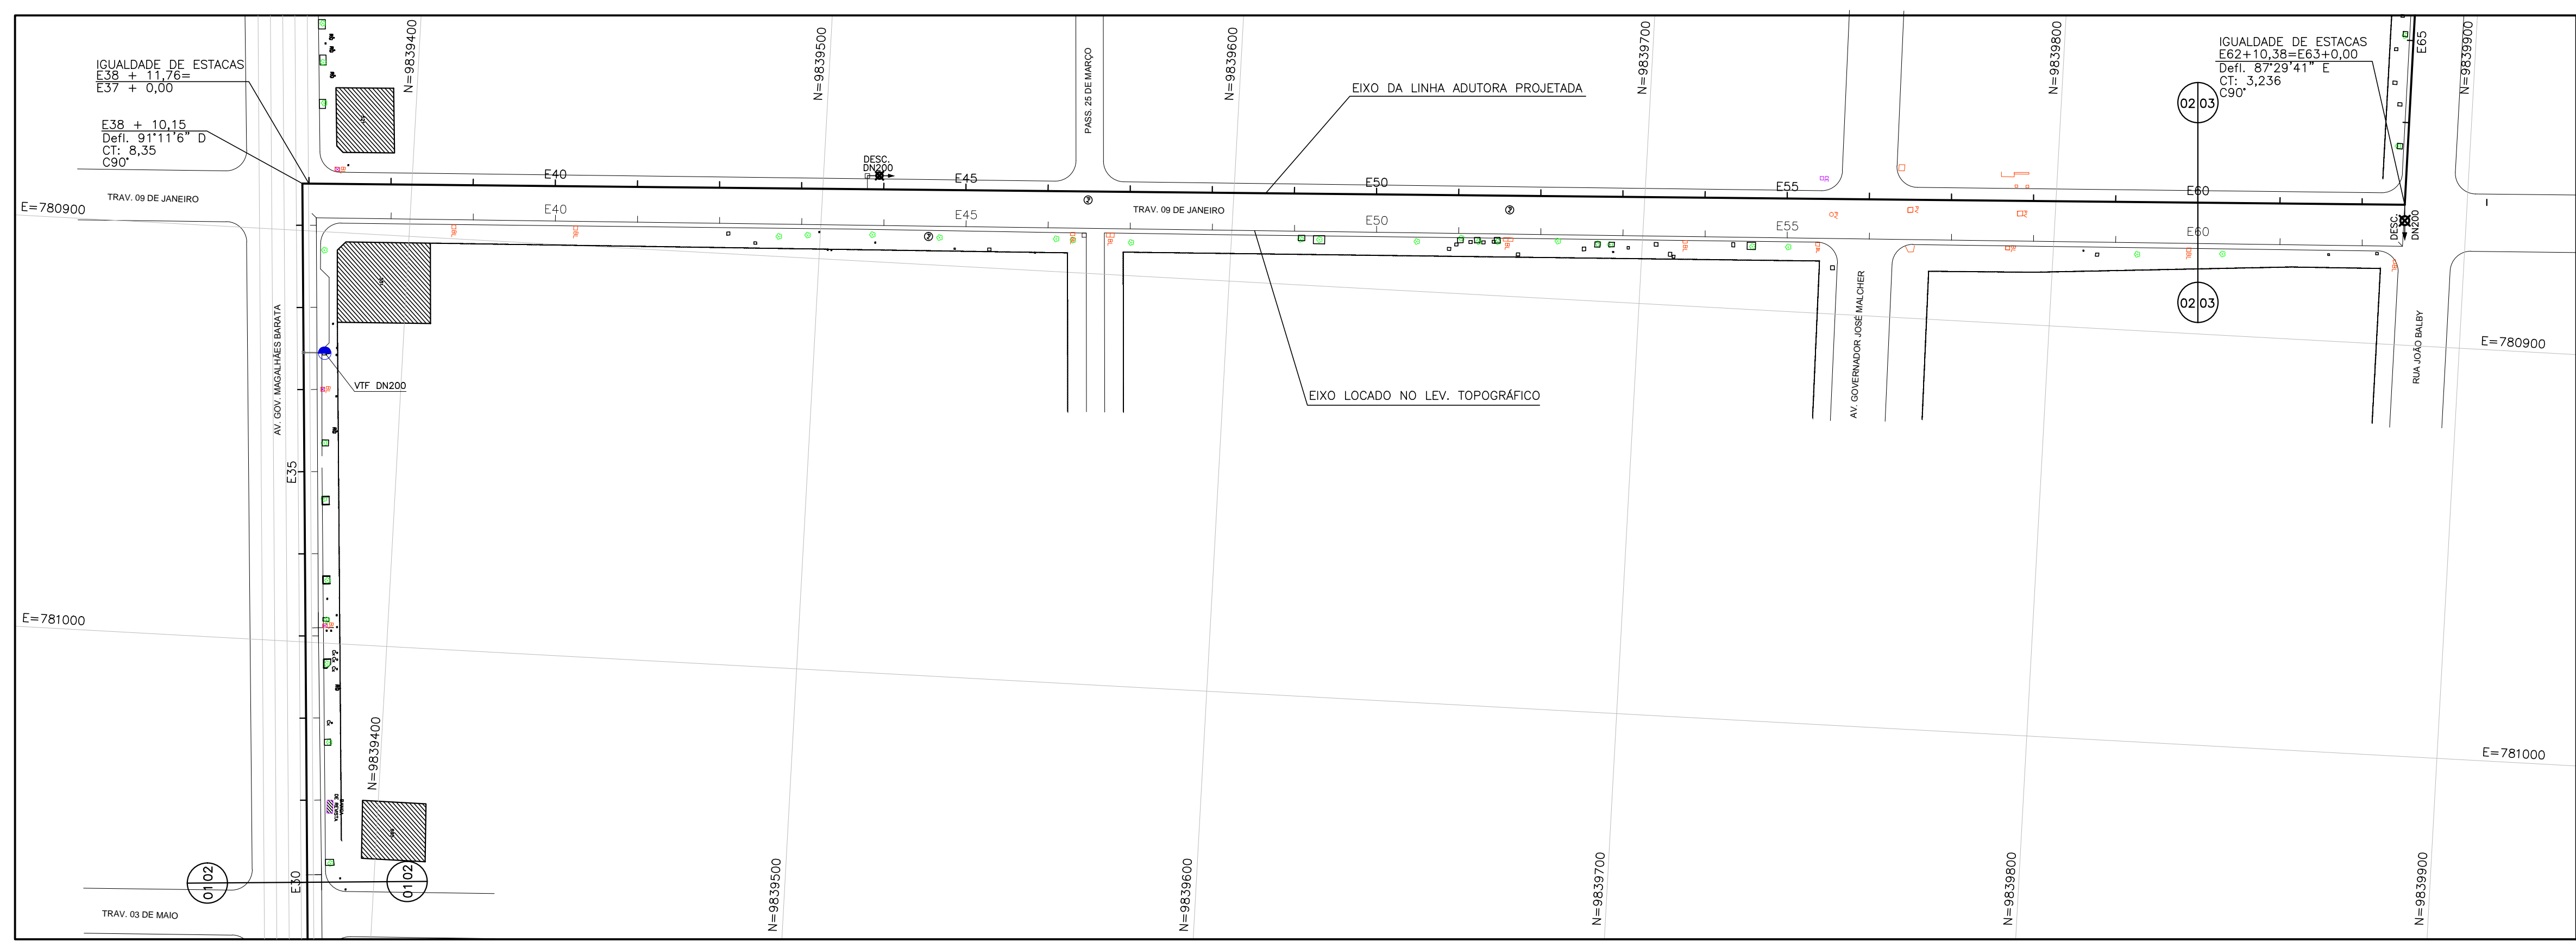 IGUALDADE DE ESTACAS
E38 + 11,76=
E37 + 0,00
E38 + 10,15
Defl. 91°11'6" D
CT: 8,35
C90°
N=9839400
N=9839500
PASS. 25 DE MARÇO
N=9839600
EIXO DA LINHA ADUTORA PROJETADA
N=9839700
N=9839800
IGUALDADE DE ESTACAS
E62+10,38=E63+0,00
Defl. 87°29'41" E
CT: 3,236
C90°
E65
N=9839900
02 03
DESC.
DN200
E40
E45
E50
E55
E60
TRAV. 09 DE JANEIRO
E=780900
E40
E45
TRAV. 09 DE JANEIRO
E50
E55
E60
DESC.
DN200
02 03
AV. GOV. MAGALHÃES BARATA
VTF DN200
EIXO LOCADO NO LEV. TOPOGRÁFICO
AV. GOVERNADOR JOSÉ MALCHER
RUA JOÃO BALBY
E=780900
E35
E=781000
E=781000
N=9839400
BANCA
DE REVISTA
E30
01 02
01 02
TRAV. 03 DE MAIO
N=9839500
N=9839600
N=9839700
N=9839800
N=9839900